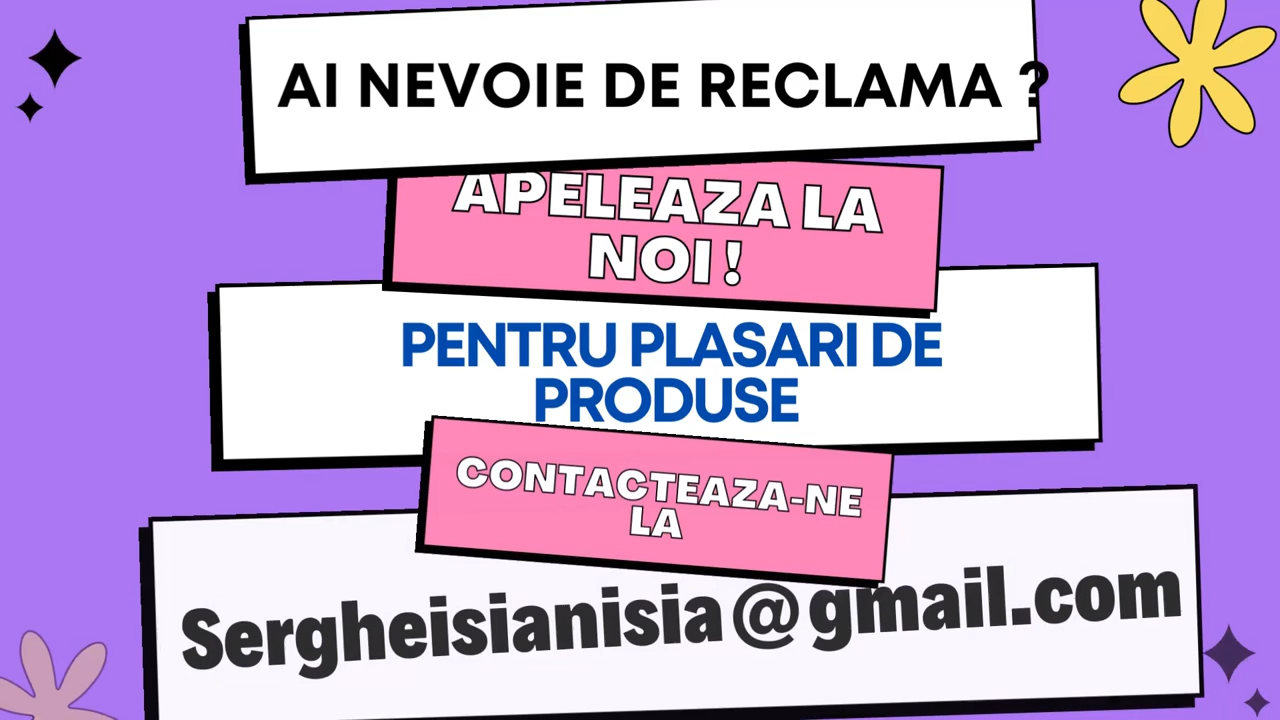 AI NEVOIE DE RECLAMA ?
APELEAZA LA
NOI !
PENTRU PLASARI DE
PRODUSE
CONTACTEAZA-NE
LA
Sergheisianisia@gmail.com